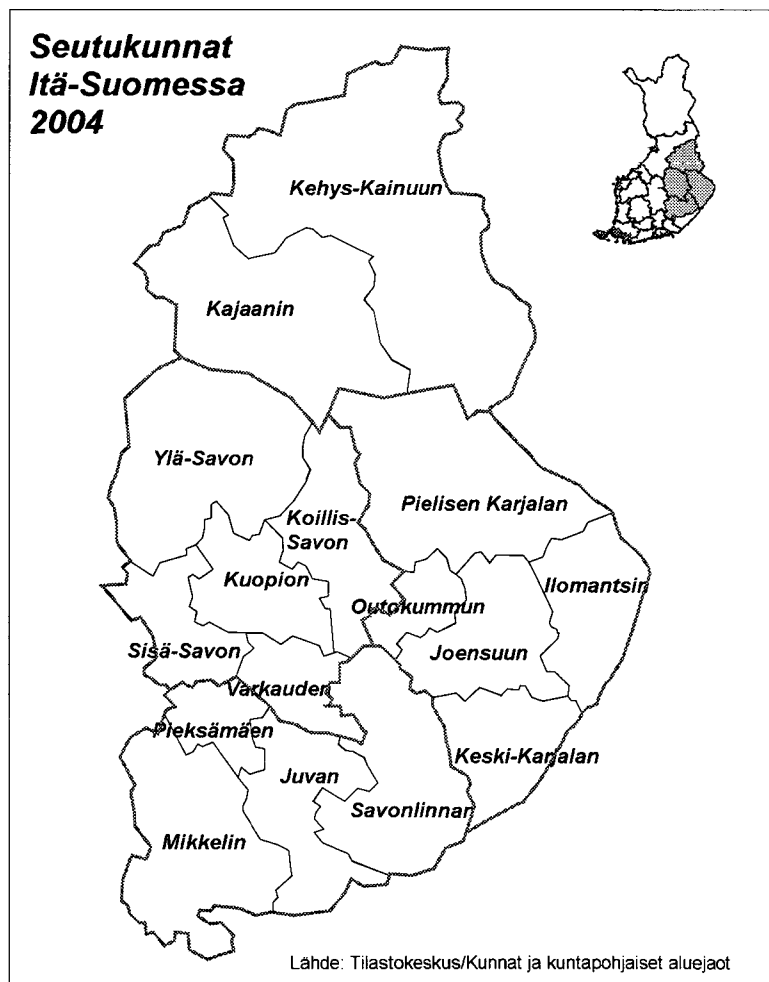 Seutukunnat
Itä-Suomessa
2004
Kehys-Kainuun
Kajaanin
Ylä-Savon
Koillis-
Savon
Pielisen Karjalan
Kuopion
Outokummun
Ilomantsin
Sisä-Savon
Joensuun
Varkauden
Pieksämäen
Juvan
Keski-Karjalan
Savonlinnan
Mikkelin
Lähde: Tilastokeskus/Kunnat ja kuntapohjaiset aluejaot